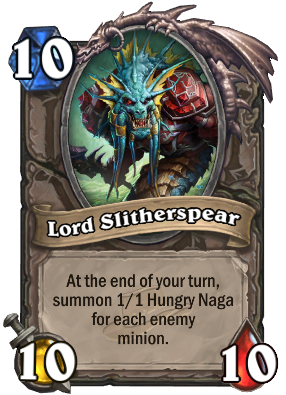 10
Lord Slitherspear
At the end of your turn,
summon 1/1 Hungry Naga
for each enemy
minion.
10
10